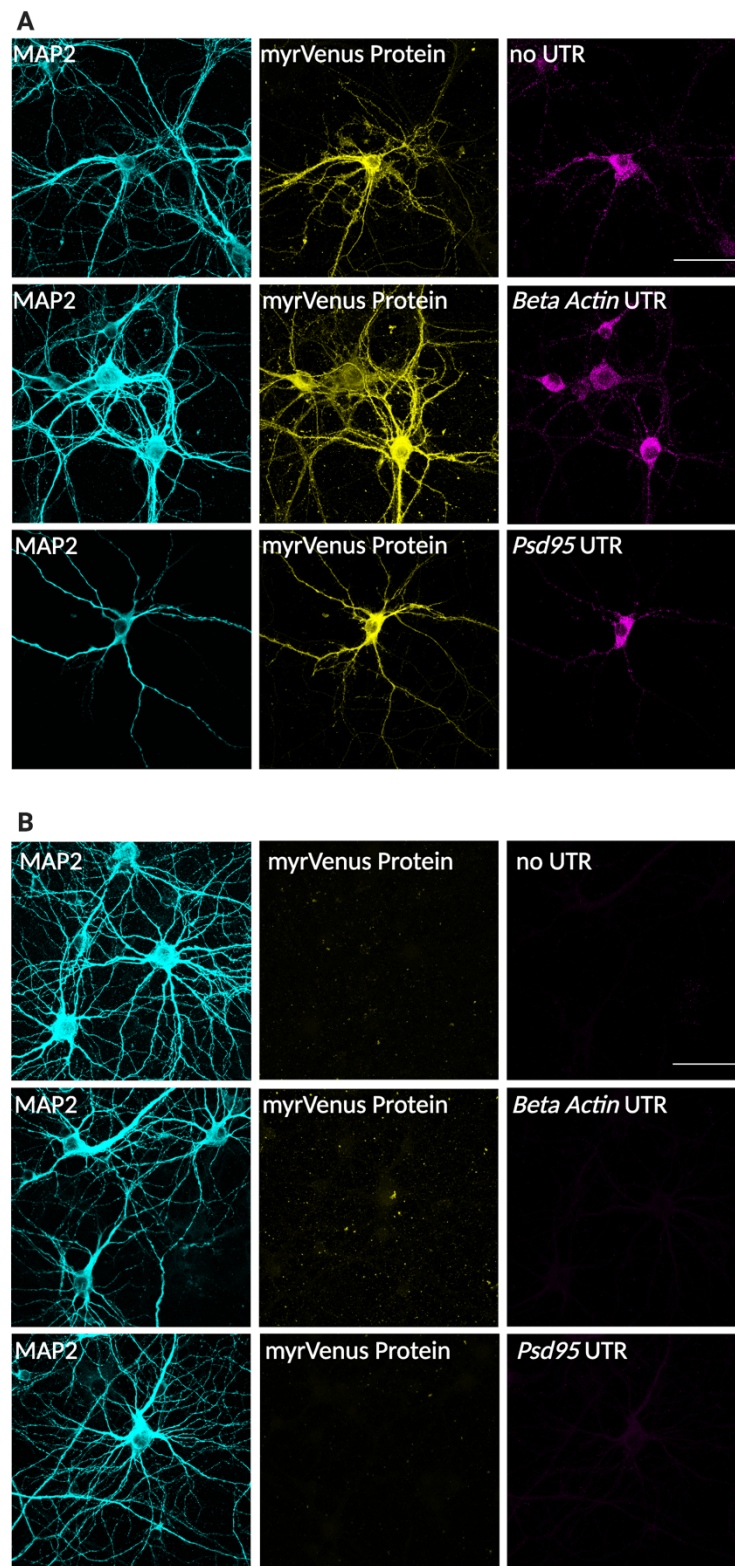 A
MAP2 myrVenus Protein no UTR
MAP2 myrVenus Protein Beta Actin UTR
MAP2 myrVenus Protein Psd95 UTR
B
MAP2 myrVenus Protein no UTR
MAP2 myrVenus Protein Beta Actin UTR
MAP2 myrVenus Protein Psd95 UTR